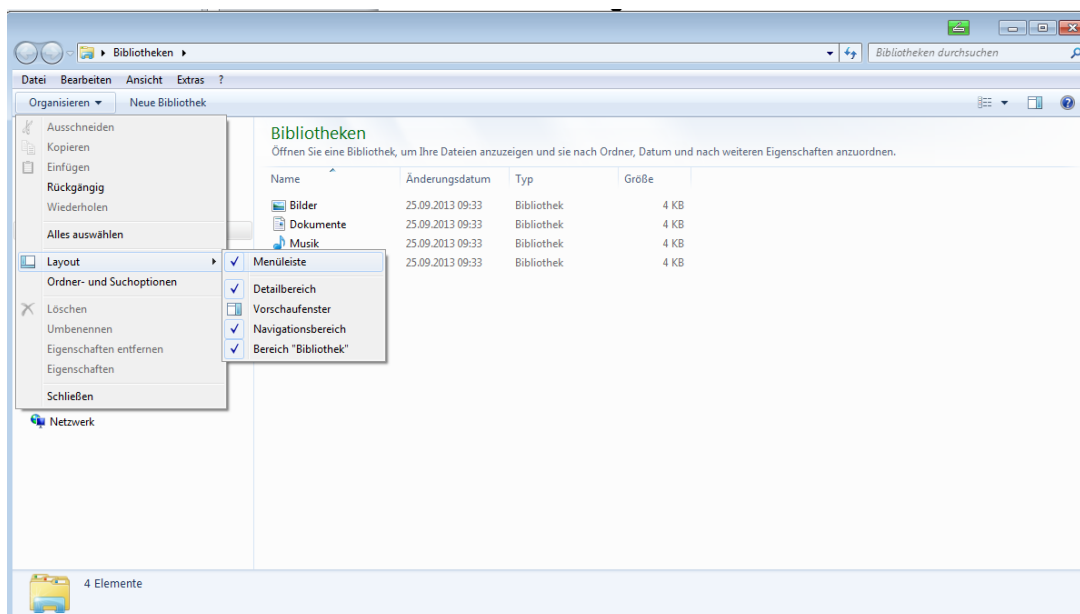 Bibliotheken
Bibliotheken durchsuchen
Datei Bearbeiten Ansicht Extras ?
Organisieren Neue Bibliothek
Ausschneiden
Kopieren
Einfügen
Rückgängig
Wiederholen
Alles auswählen
Layout
Ordner- und Suchoptionen
Löschen
Umbenennen
Eigenschaften entfernen
Eigenschaften
Schließen
Menüleiste
Detailbereich
Vorschaufenster
Navigationsbereich
Bereich "Bibliothek"
Netzwerk
Bibliotheken
Öffnen Sie eine Bibliothek, um Ihre Dateien anzuzeigen und sie nach Ordner, Datum und nach weiteren Eigenschaften anzuordnen.
Name Änderungsdatum Typ Größe
Bilder 25.09.2013 09:33 Bibliothek 4 KB
Dokumente 25.09.2013 09:33 Bibliothek 4 KB
Musik 25.09.2013 09:33 Bibliothek 4 KB
25.09.2013 09:33 Bibliothek 4 KB
4 Elemente